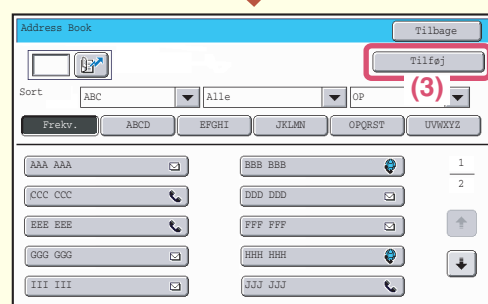 Address Book Tilbage
Tilføj
(3)
Sort ABC Alle OP
Frekv. ABCD EFGHI JKLMN OPQRST UVWXYZ
AAA AAA BBB BBB 1
2
CCC CCC DDD DDD
EEE EEE FFF FFF
GGG GGG HHH HHH
III III JJJ JJJ